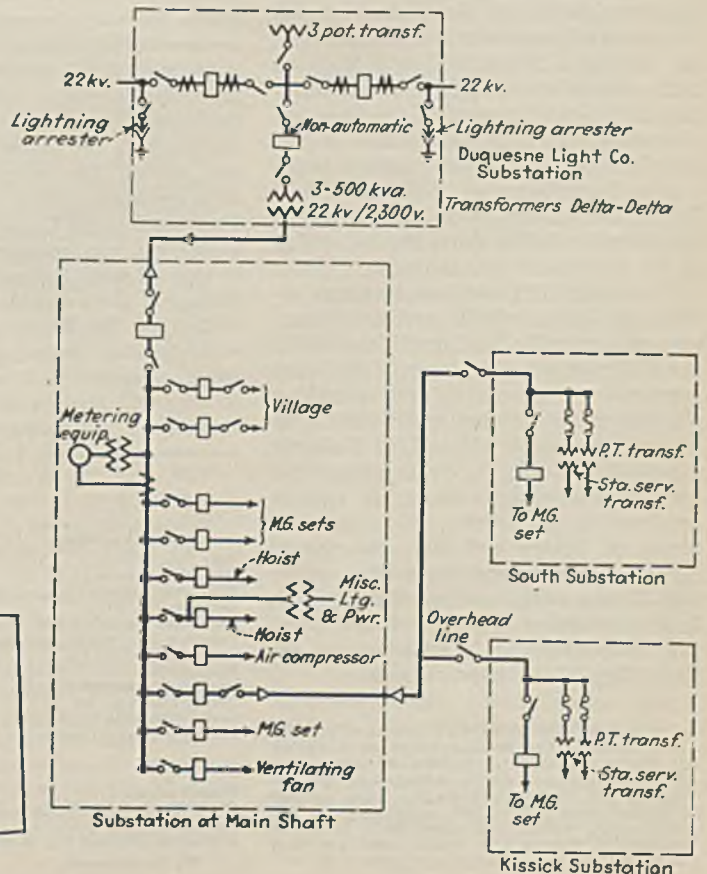 3 pot. transf.
22 kv.
22 kv.
Lightning
arrester
Non-automatic
Lightning arrester
Duquesne Light Co.
Substation
3-500 kva.
22 kv/2,300 v.
Transformers Delta-Delta
Metering
equip.
Village
M.G. sets
Hoist
Misc.
Ltg.
& Pwr.
Hoist
Air compressor
M.G. set
Ventilating
fan
Substation at Main Shaft
P.T. transf.
Sta. serv.
transf.
To M.G.
set
South Substation
Overhead
line
P.T. transf.
Sta. serv.
transf.
To M.G.
set
Kissick Substation